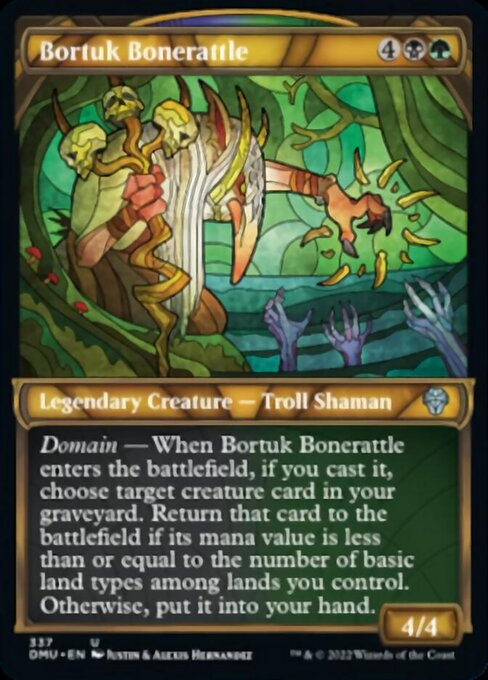 Bortuk Bonerattle 4
Legendary Creature — Troll Shaman
Domain — When Bortuk Bonerattle
enters the battlefield, if you cast it,
choose target creature card in your
graveyard. Return that card to the
battlefield if its mana value is less
than or equal to the number of basic
land types among lands you control.
Otherwise, put it into your hand.
4/4
337 U
DMU • EN Justin & Alexis Hernandez ™ & © 2022 Wizards of the Coast